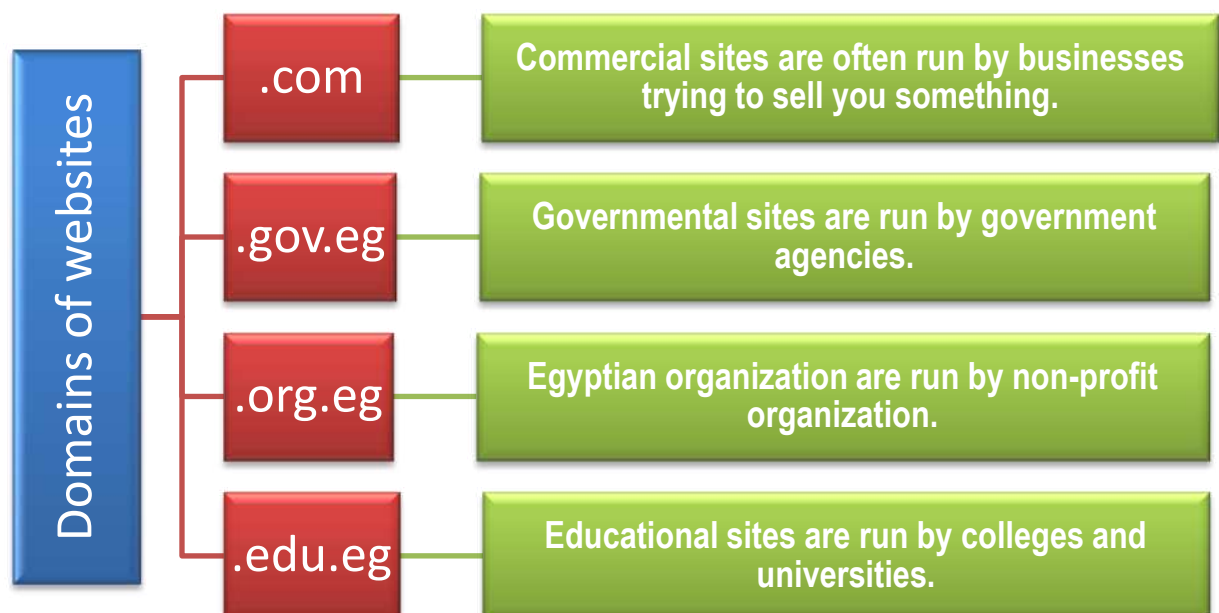 Domains of websites
.com
Commercial sites are often run by businesses
trying to sell you something.
.gov.eg
Governmental sites are run by government
agencies.
.org.eg
Egyptian organization are run by non-profit
organization.
.edu.eg
Educational sites are run by colleges and
universities.